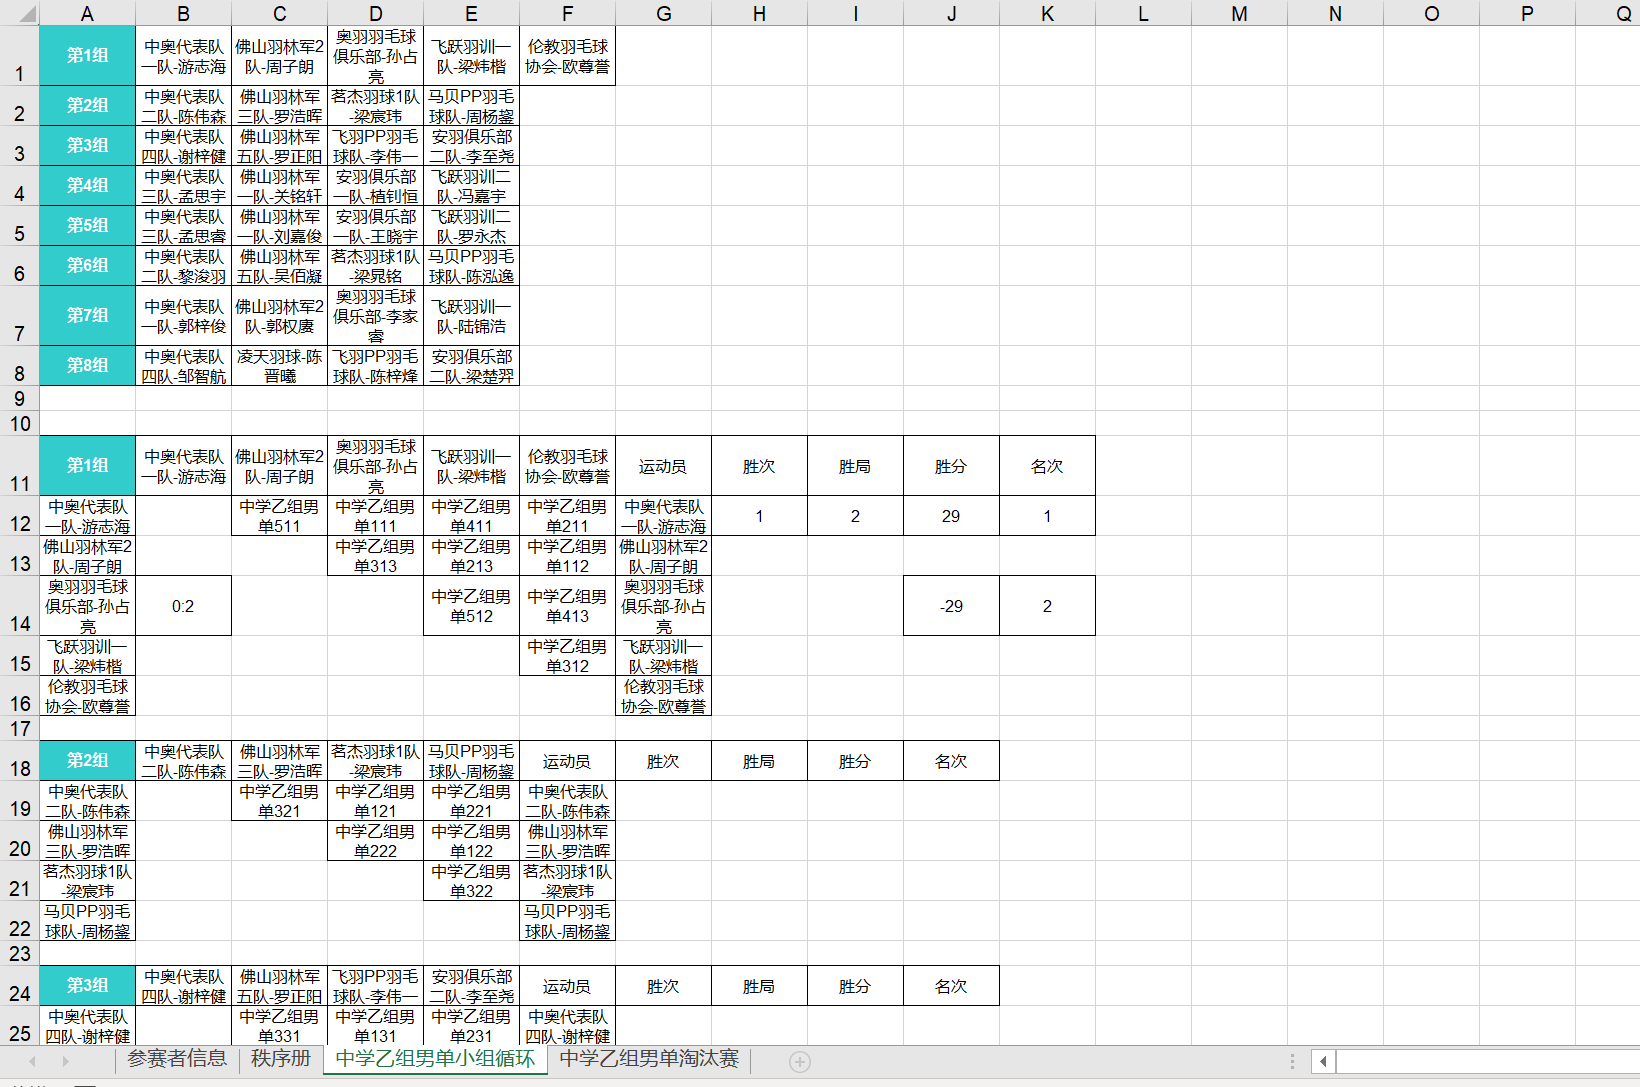 A B C D E F G H I J K L M N O P Q
1 第1组 中奥代表队一队-游志海 佛山羽林军2队-周子朗 奥羽羽毛球俱乐部-孙占亮 飞跃羽训一队-梁炜楷 伦教羽毛球协会-欧尊誉
2 第2组 中奥代表队二队-陈伟森 佛山羽林军三队-罗浩晖 茗杰羽球1队-梁宸玮 马贝PP羽毛球队-周杨鋆
3 第3组 中奥代表队四队-谢梓健 佛山羽林军五队-罗正阳 飞羽PP羽毛球队-李伟一 安羽俱乐部二队-李至尧
4 第4组 中奥代表队三队-孟思宇 佛山羽林军一队-关铭轩 安羽俱乐部一队-植钊恒 飞跃羽训二队-冯嘉宇
5 第5组 中奥代表队三队-孟思睿 佛山羽林军一队-刘嘉俊 安羽俱乐部一队-王晓宇 飞跃羽训二队-罗永杰
6 第6组 中奥代表队二队-黎浚羽 佛山羽林军五队-吴佰凝 茗杰羽球1队-梁晁铭 马贝PP羽毛球队-陈泓逸
7 第7组 中奥代表队一队-郭梓俊 佛山羽林军2队-郭权赓 奥羽羽毛球俱乐部-李家睿 飞跃羽训一队-陆锦浩
8 第8组 中奥代表队四队-邹智航 凌天羽球-陈晋曦 飞羽PP羽毛球队-陈梓烽 安羽俱乐部二队-梁楚羿
9
10
11 第1组 中奥代表队一队-游志海 佛山羽林军2队-周子朗 奥羽羽毛球俱乐部-孙占亮 飞跃羽训一队-梁炜楷 伦教羽毛球协会-欧尊誉 运动员 胜次 胜局 胜分 名次
12 中奥代表队一队-游志海 中学乙组男单511 中学乙组男单111 中学乙组男单411 中学乙组男单211 中奥代表队一队-游志海 1 2 29 1
13 佛山羽林军2队-周子朗 中学乙组男单313 中学乙组男单213 中学乙组男单112 佛山羽林军2队-周子朗
14 奥羽羽毛球俱乐部-孙占亮 0:2 中学乙组男单512 中学乙组男单413 奥羽羽毛球俱乐部-孙占亮 -29 2
15 飞跃羽训一队-梁炜楷 中学乙组男单312 飞跃羽训一队-梁炜楷
16 伦教羽毛球协会-欧尊誉 伦教羽毛球协会-欧尊誉
17
18 第2组 中奥代表队二队-陈伟森 佛山羽林军三队-罗浩晖 茗杰羽球1队-梁宸玮 马贝PP羽毛球队-周杨鋆 运动员 胜次 胜局 胜分 名次
19 中奥代表队二队-陈伟森 中学乙组男单321 中学乙组男单121 中学乙组男单221 中奥代表队二队-陈伟森
20 佛山羽林军三队-罗浩晖 中学乙组男单222 中学乙组男单122 佛山羽林军三队-罗浩晖
21 茗杰羽球1队-梁宸玮 中学乙组男单322 茗杰羽球1队-梁宸玮
22 马贝PP羽毛球队-周杨鋆 马贝PP羽毛球队-周杨鋆
23
24 第3组 中奥代表队四队-谢梓健 佛山羽林军五队-罗正阳 飞羽PP羽毛球队-李伟一 安羽俱乐部二队-李至尧 运动员 胜次 胜局 胜分 名次
25 中奥代表队四队-谢梓健 中学乙组男单331 中学乙组男单131 中学乙组男单231 中奥代表队四队-谢梓健
参赛者信息 秩序册 中学乙组男单小组循环 中学乙组男单淘汰赛